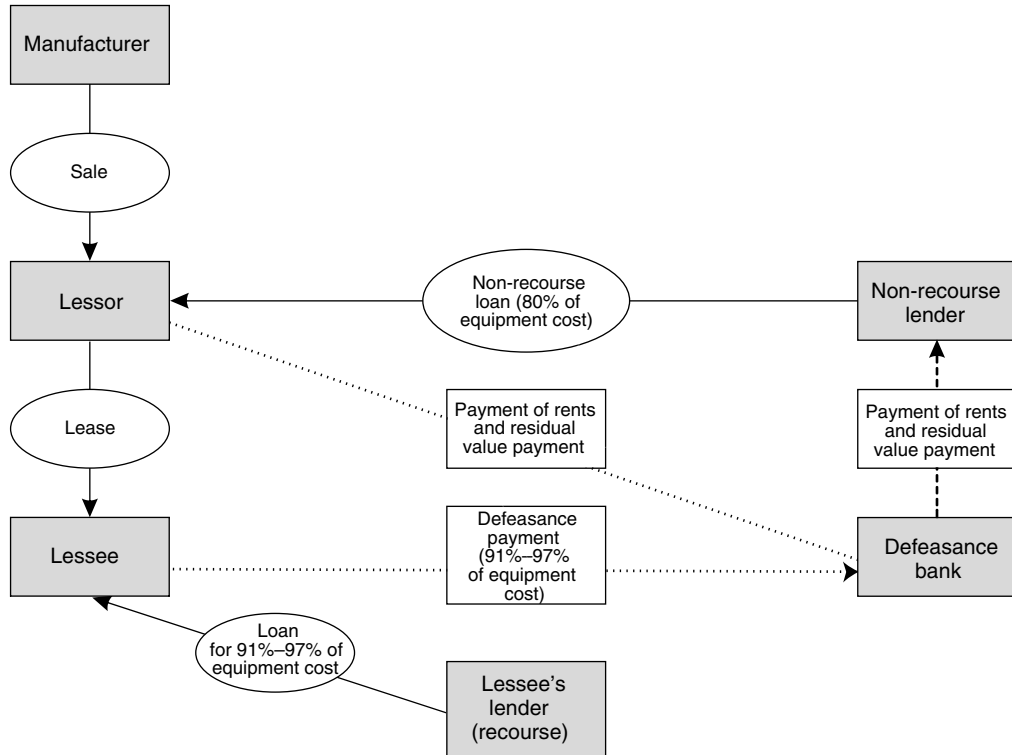 Manufacturer
Sale
Lessor
Non-recourse
loan (80% of
equipment cost)
Non-recourse
lender
Lease
Payment of rents
and residual
value payment
Payment of rents
and residual
value payment
Lessee
Defeasance
payment
(91%–97%
of equipment
cost)
Defeasance
bank
Loan
for 91%–97% of
equipment cost
Lessee’s
lender
(recourse)